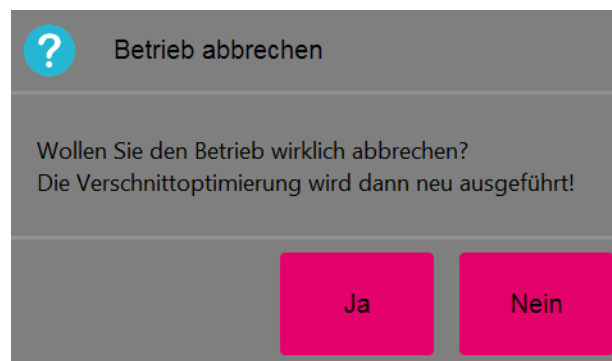 ?
Betrieb abbrechen
Wollen Sie den Betrieb wirklich abbrechen?
Die Verschnittoptimierung wird dann neu ausgeführt!
Ja
Nein